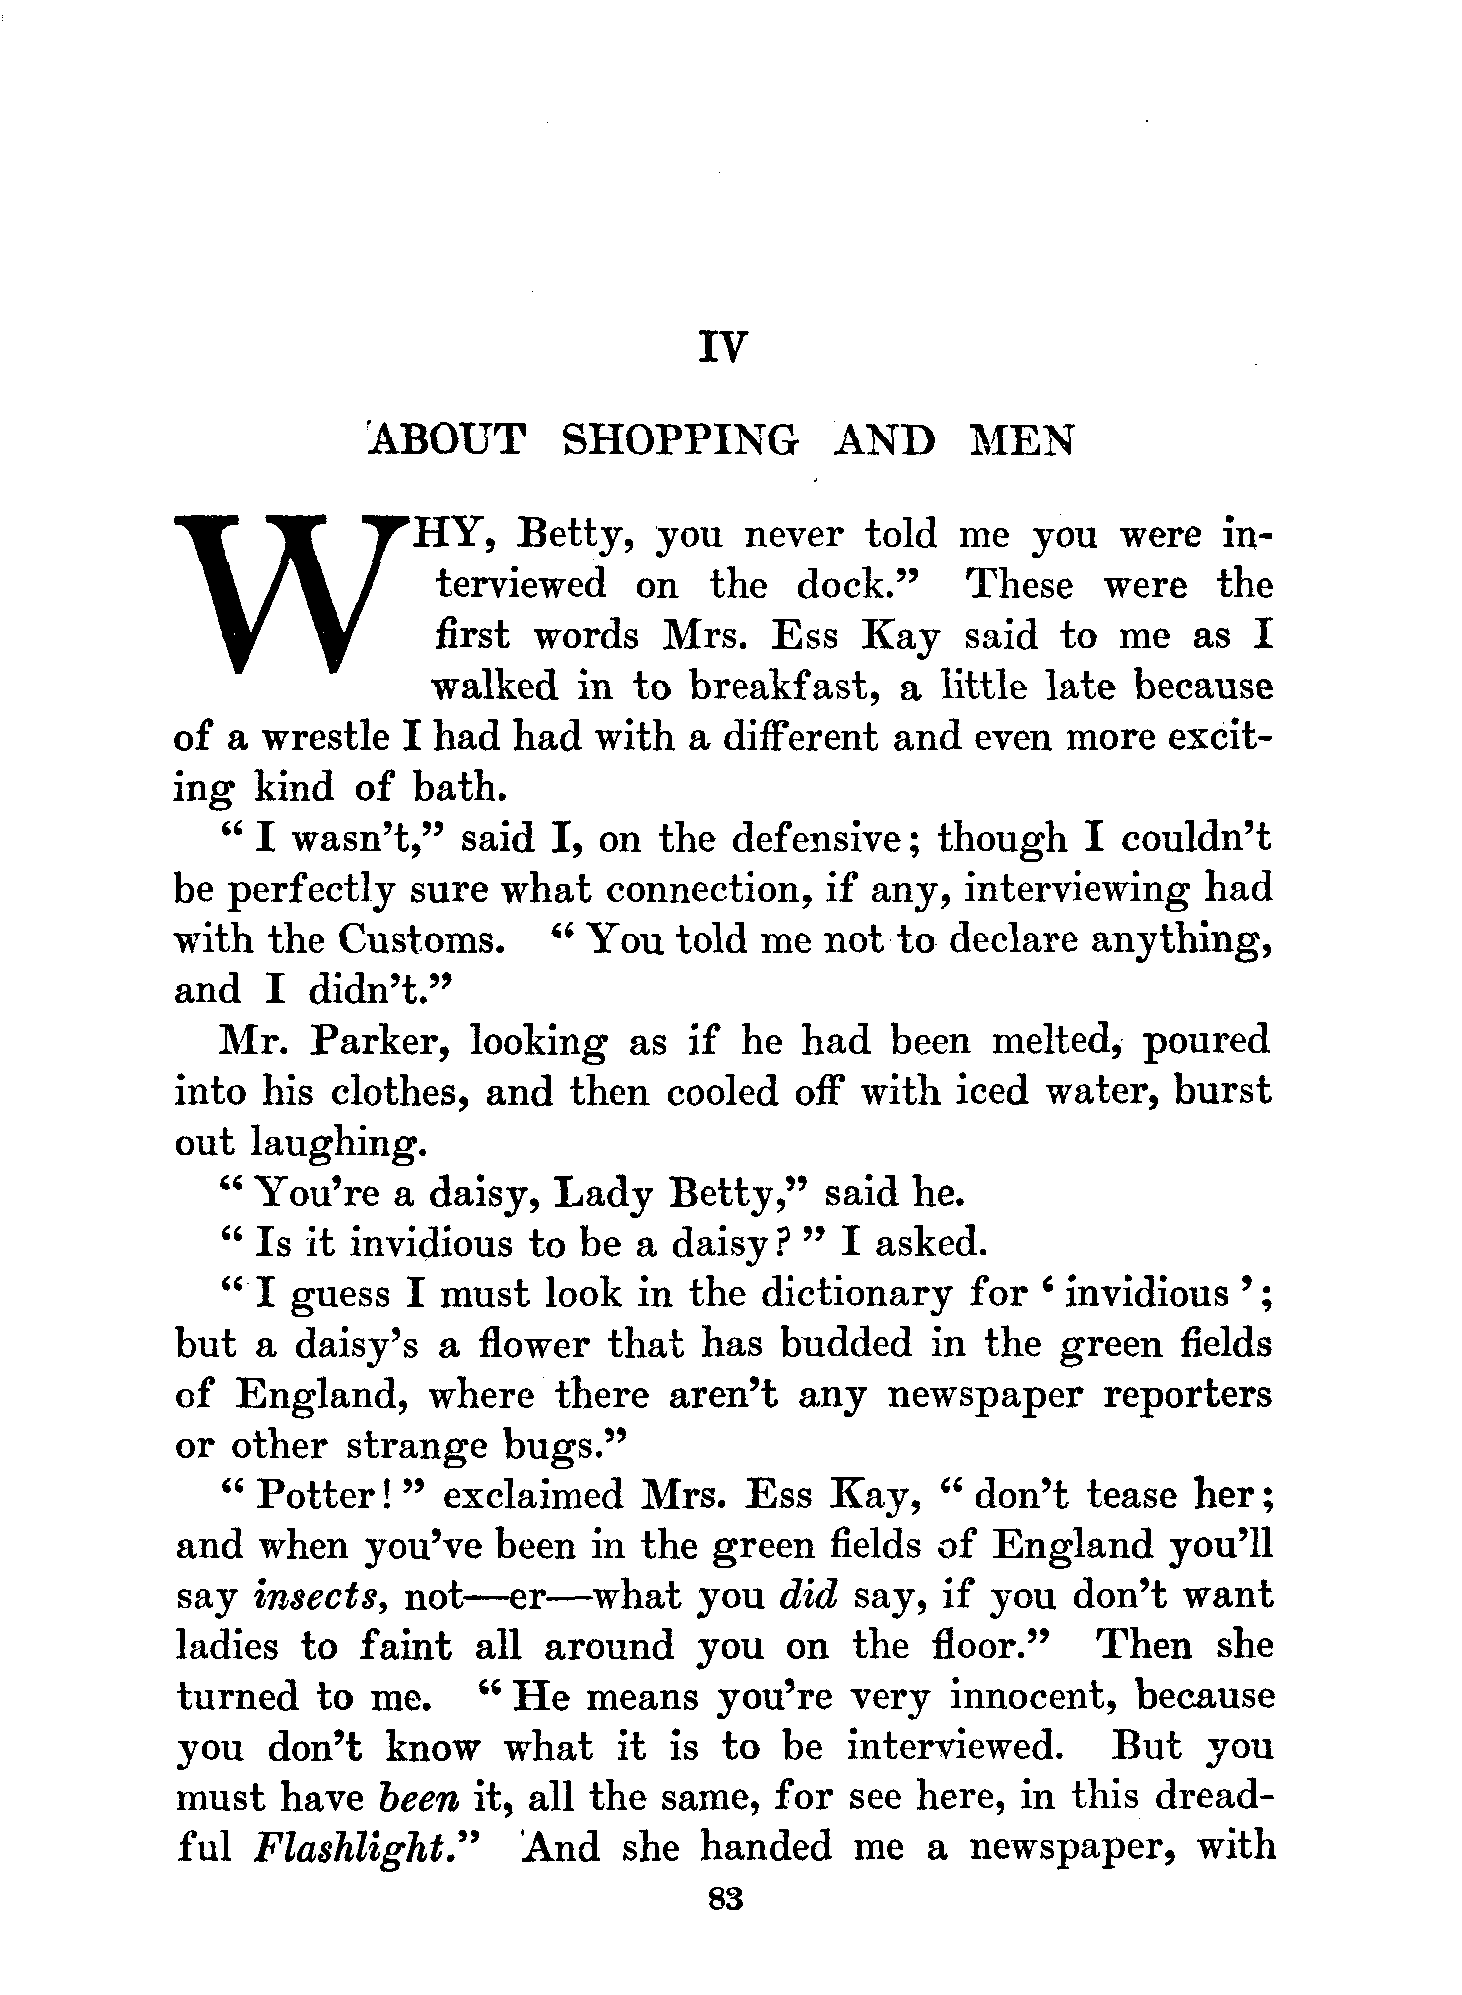 IV
ABOUT SHOPPING AND MEN
WHY, Betty, you never told me you were in-
terviewed on the dock.” These were the
first words Mrs. Ess Kay said to me as I
walked in to breakfast, a little late because
of a wrestle I had had with a different and even more excit-
ing kind of bath.
“ I wasn’t,” said I, on the defensive; though I couldn’t
be perfectly sure what connection, if any, interviewing had
with the Customs. “ You told me not to declare anything,
and I didn’t.”
Mr. Parker, looking as if he had been melted, poured
into his clothes, and then cooled off with iced water, burst
out laughing.
“ You’re a daisy, Lady Betty,” said he.
“ Is it invidious to be a daisy? ” I asked.
“ I guess I must look in the dictionary for ‘ invidious ’;
but a daisy’s a flower that has budded in the green fields
of England, where there aren’t any newspaper reporters
or other strange bugs.”
“ Potter! ” exclaimed Mrs. Ess Kay, “ don’t tease her;
and when you’ve been in the green fields of England you’ll
say insects, not—er—what you did say, if you don’t want
ladies to faint all around you on the floor.” Then she
turned to me. “ He means you’re very innocent, because
you don’t know what it is to be interviewed. But you
must have been it, all the same, for see here, in this dread-
ful Flashlight.” And she handed me a newspaper, with
83